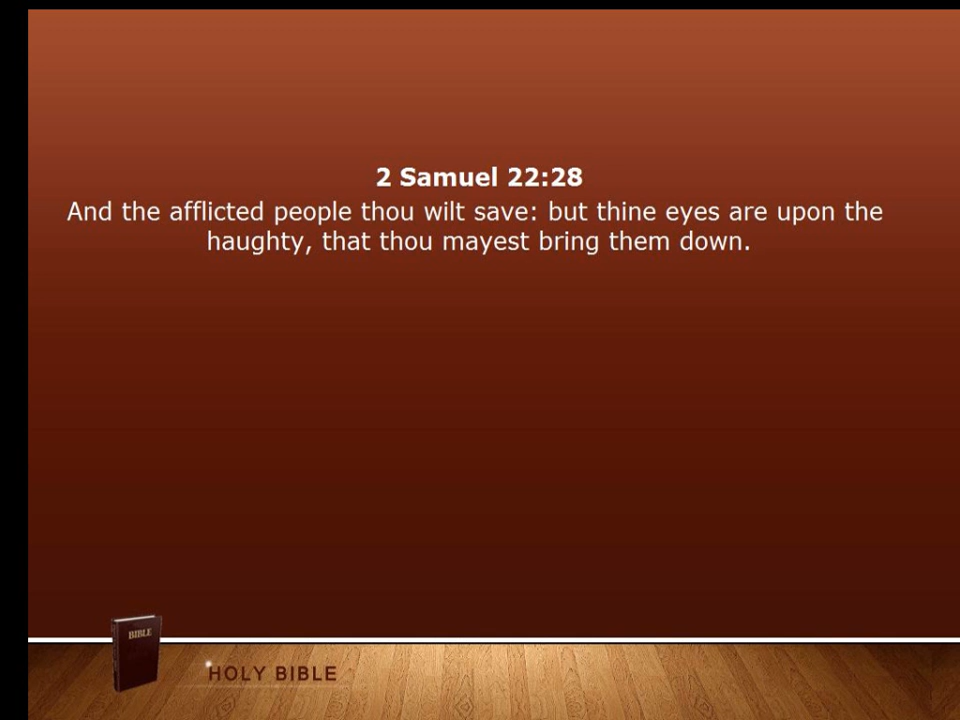 2 Samuel 22:28
And the afflicted people thou wilt save: but thine eyes are upon the
haughty, that thou mayest bring them down.
BIBLE
HOLY BIBLE